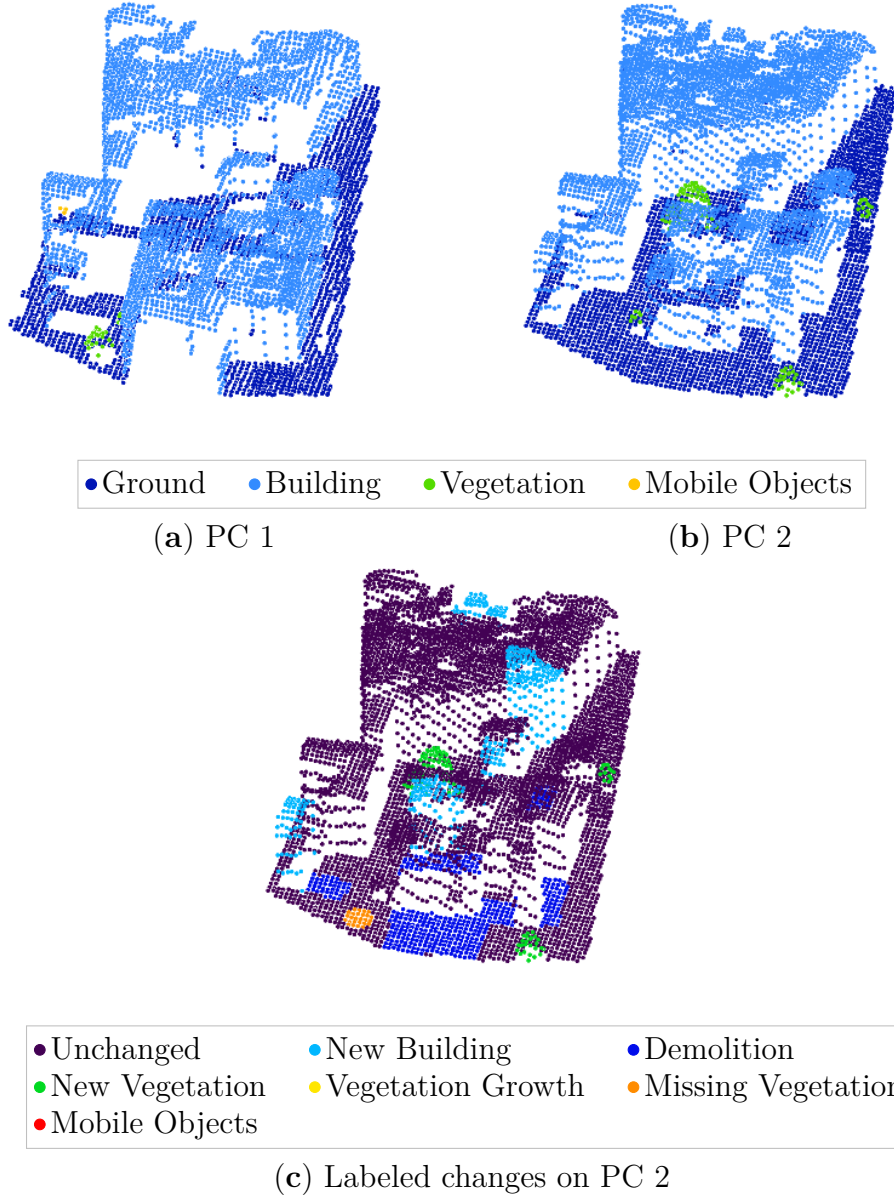 Ground Building Vegetation Mobile Objects
(a) PC 1 (b) PC 2
Unchanged New Building Demolition
New Vegetation Vegetation Growth Missing Vegetation
Mobile Objects
(c) Labeled changes on PC 2